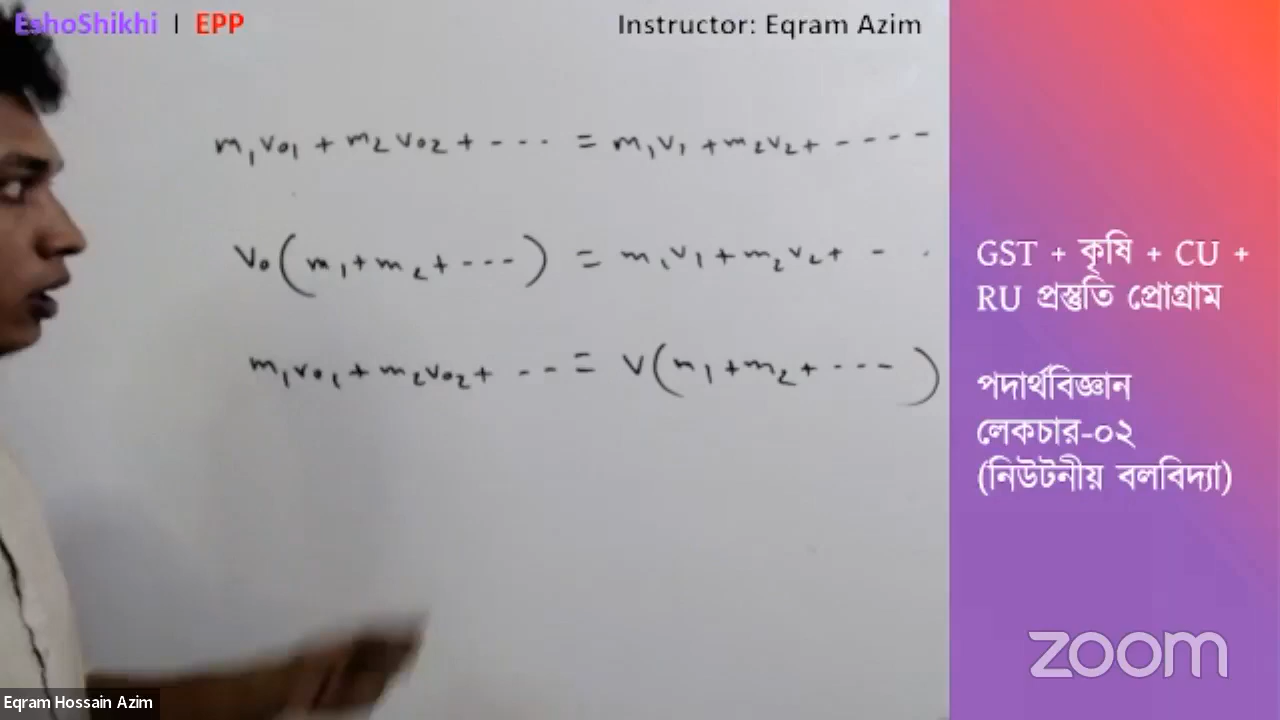 EshoShikhi | EPP
Instructor: Eqram Azim
m₁v₀₁ + m₂v₀₂ + --- = m₁v₁ + m₂v₂ + ----
v₀(m₁+m₂+---) = m₁v₁+m₂v₂+ - .
m₁v₀₁ + m₂v₀₂ + --- = v(m₁+m₂+---)
GST + কৃষি + CU +
RU প্রস্তুতি প্রোগ্রাম
পদার্থবিজ্ঞান
লেকচার-০২
(নিউটনীয় বলবিদ্যা)
zoom
Eqram Hossain Azim